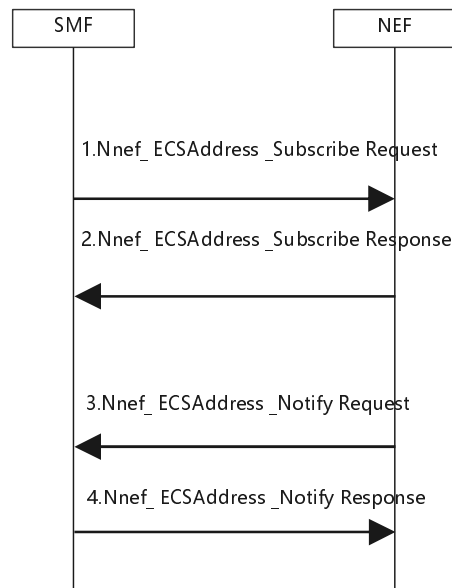 SMF
NEF
1.Nnef_ ECSAddress _Subscribe Request
2.Nnef_ ECSAddress _Subscribe Response
3.Nnef_ ECSAddress _Notify Request
4.Nnef_ ECSAddress _Notify Response